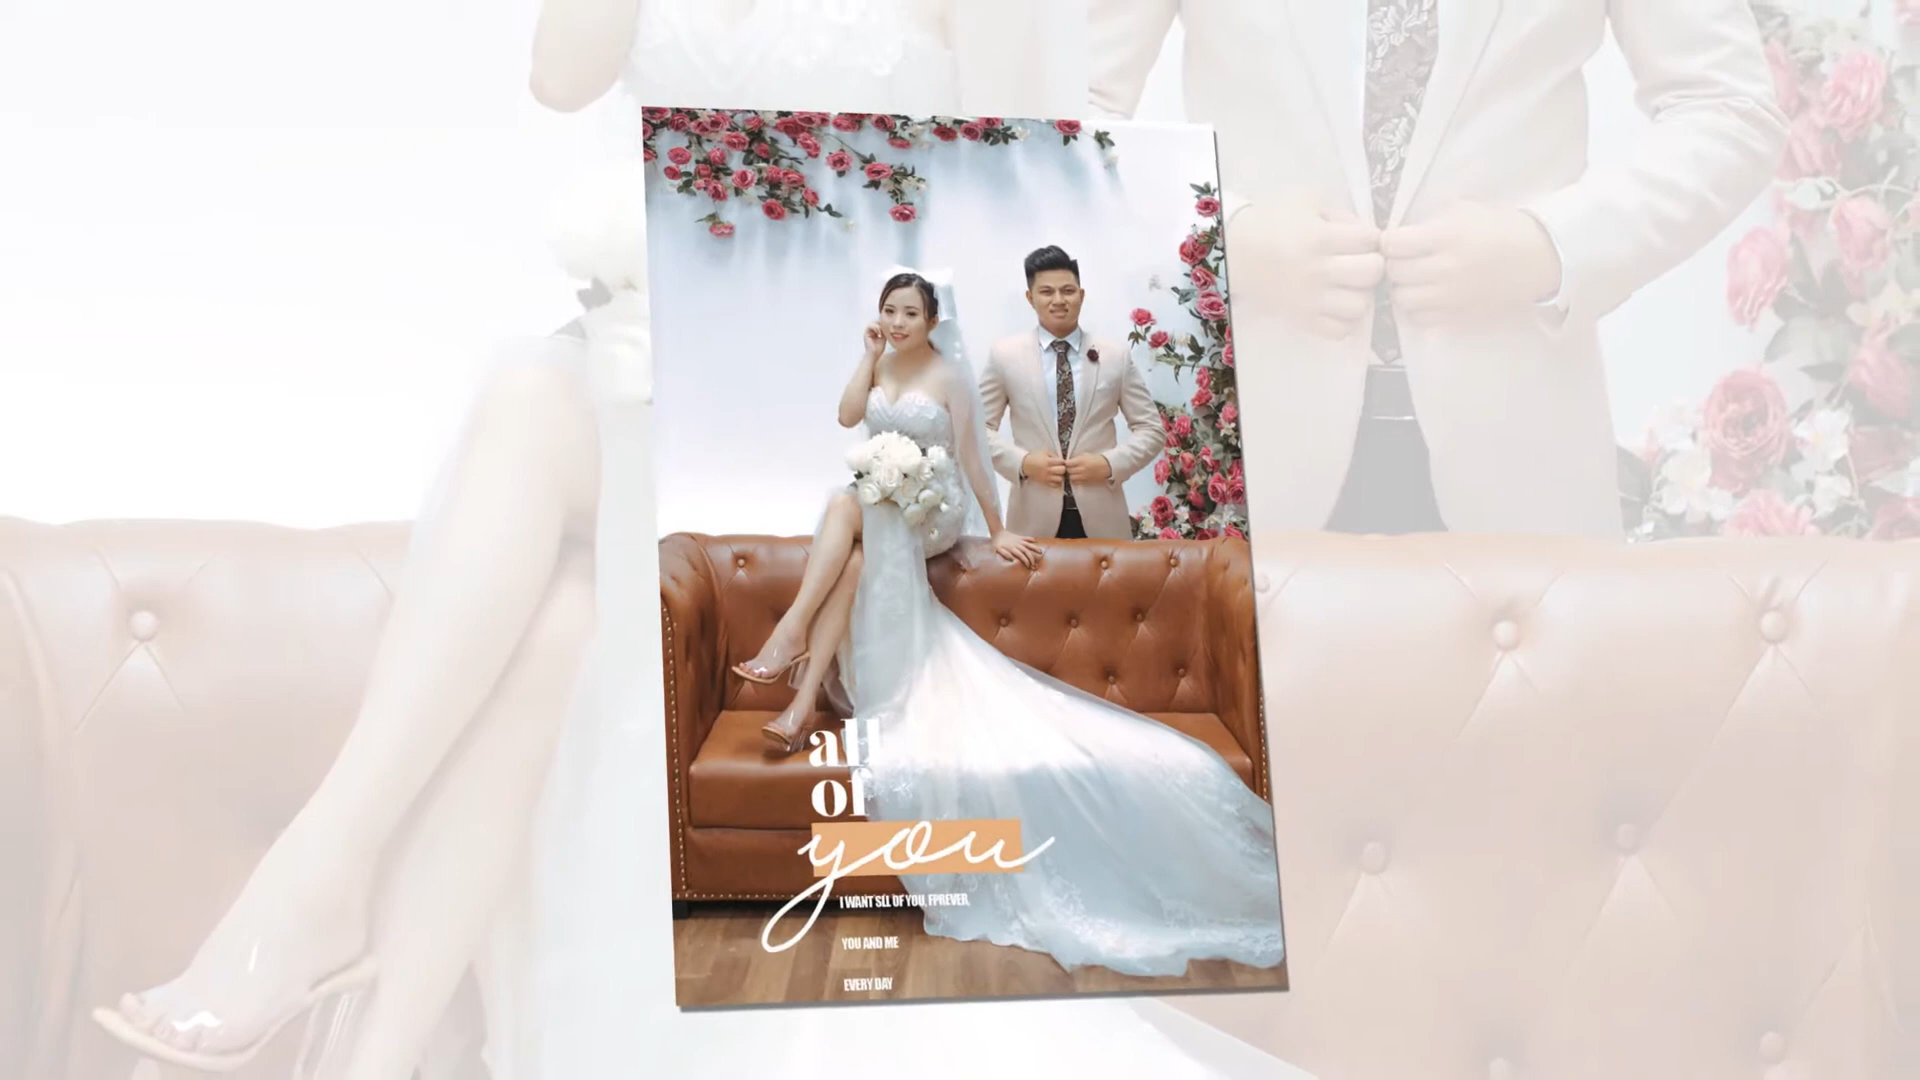 all
of
you
I WANT SLL OF YOU, FPREVER,
YOU AND ME
EVERY DAY